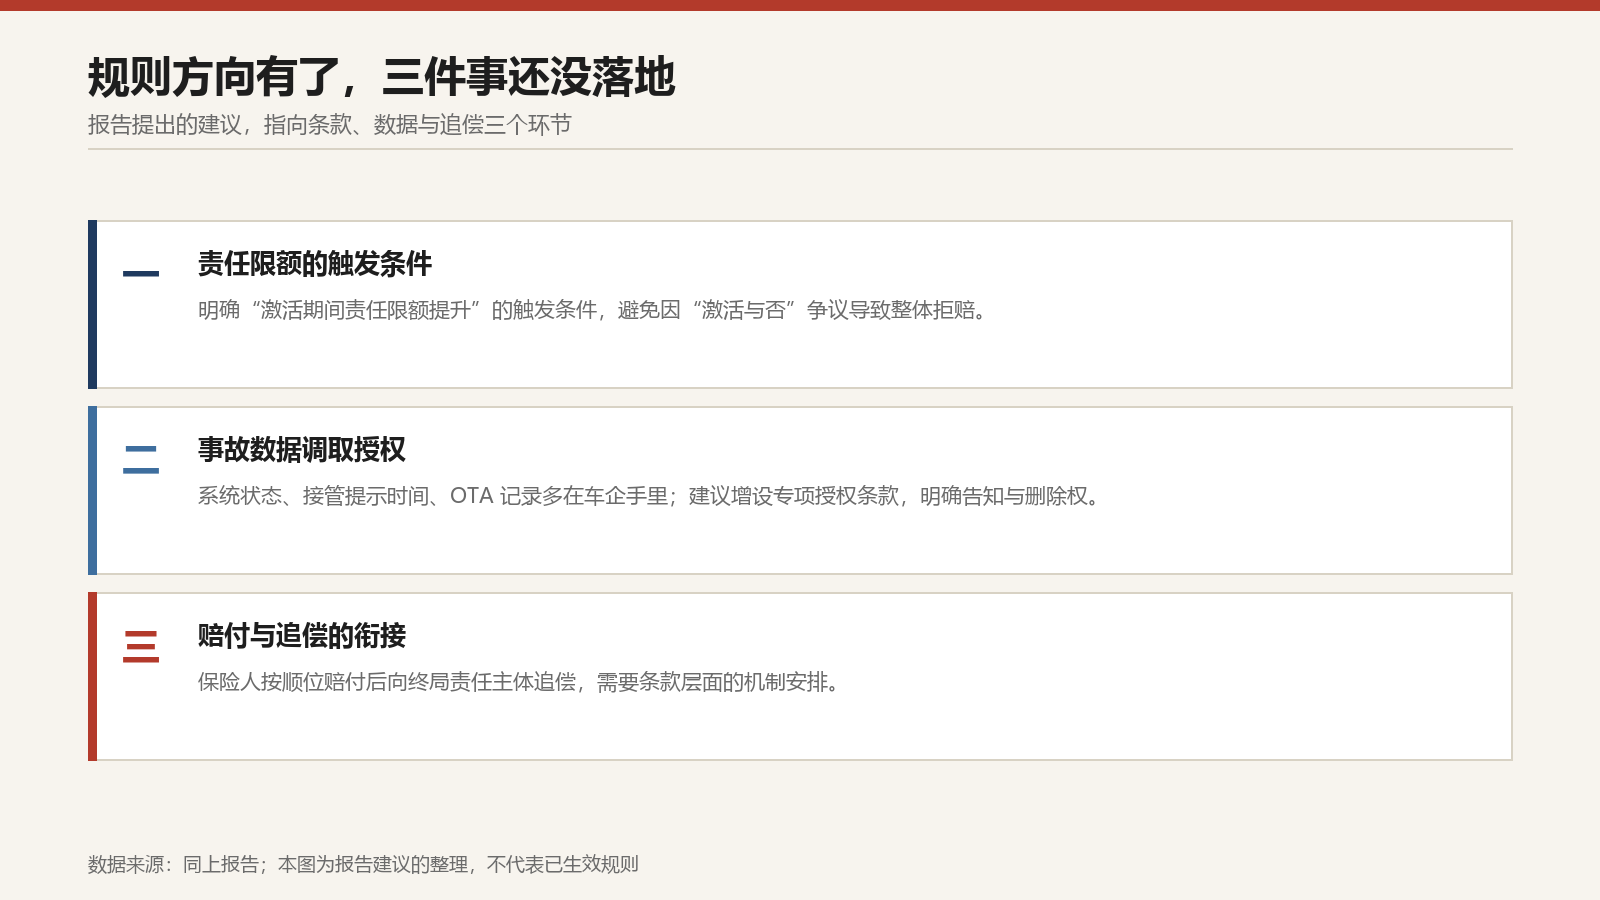 规则方向有了，三件事还没落地
报告提出的建议，指向条款、数据与追偿三个环节
一
责任限额的触发条件
明确“激活期间责任限额提升”的触发条件，避免因“激活与否”争议导致整体拒赔。
二
事故数据调取授权
系统状态、接管提示时间、OTA 记录多在车企手里；建议增设专项授权条款，明确告知与删除权。
三
赔付与追偿的衔接
保险人按顺位赔付后向终局责任主体追偿，需要条款层面的机制安排。
数据来源：同上报告；本图为报告建议的整理，不代表已生效规则